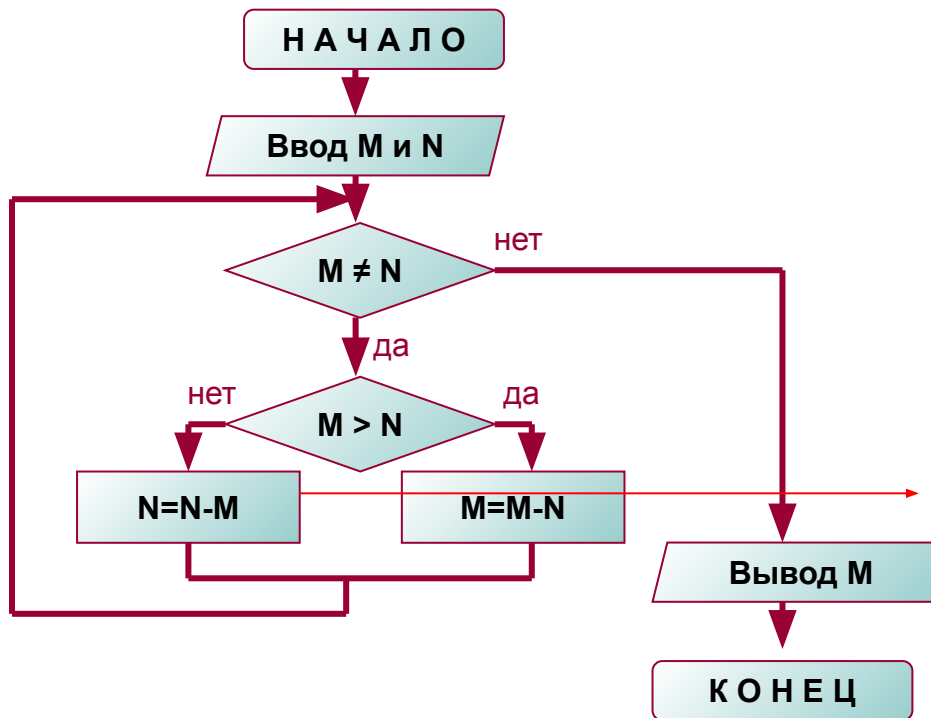 Н А Ч А Л О
Ввод M и N
M ≠ N
нет
да
M > N
нет
да
N=N-M
M=M-N
Вывод M
К О Н Е Ц